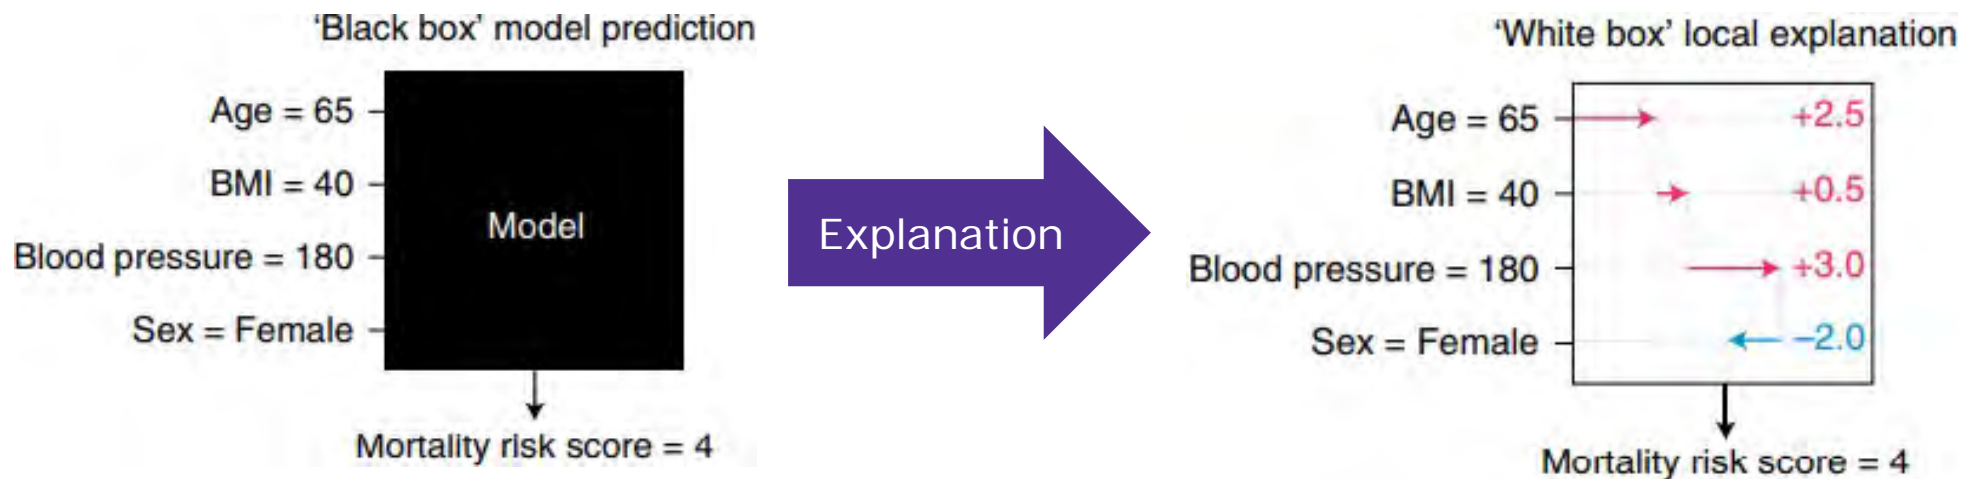 ‘Black box’ model prediction
Age = 65
BMI = 40
Blood pressure = 180
Sex = Female
Model
Mortality risk score = 4
Explanation
‘White box’ local explanation
Age = 65
+2.5
BMI = 40
+0.5
Blood pressure = 180
+3.0
Sex = Female
−2.0
Mortality risk score = 4